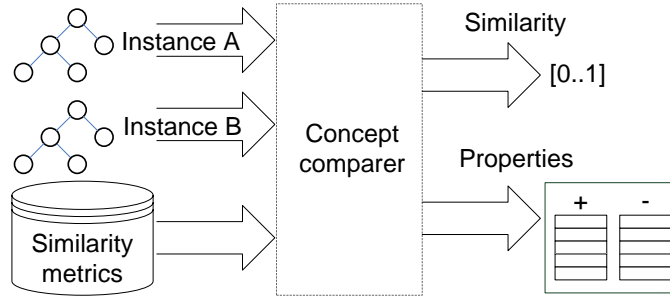 Instance A
Instance B
Similarity
metrics
Concept
comparer
Similarity
[0..1]
Properties
+ -